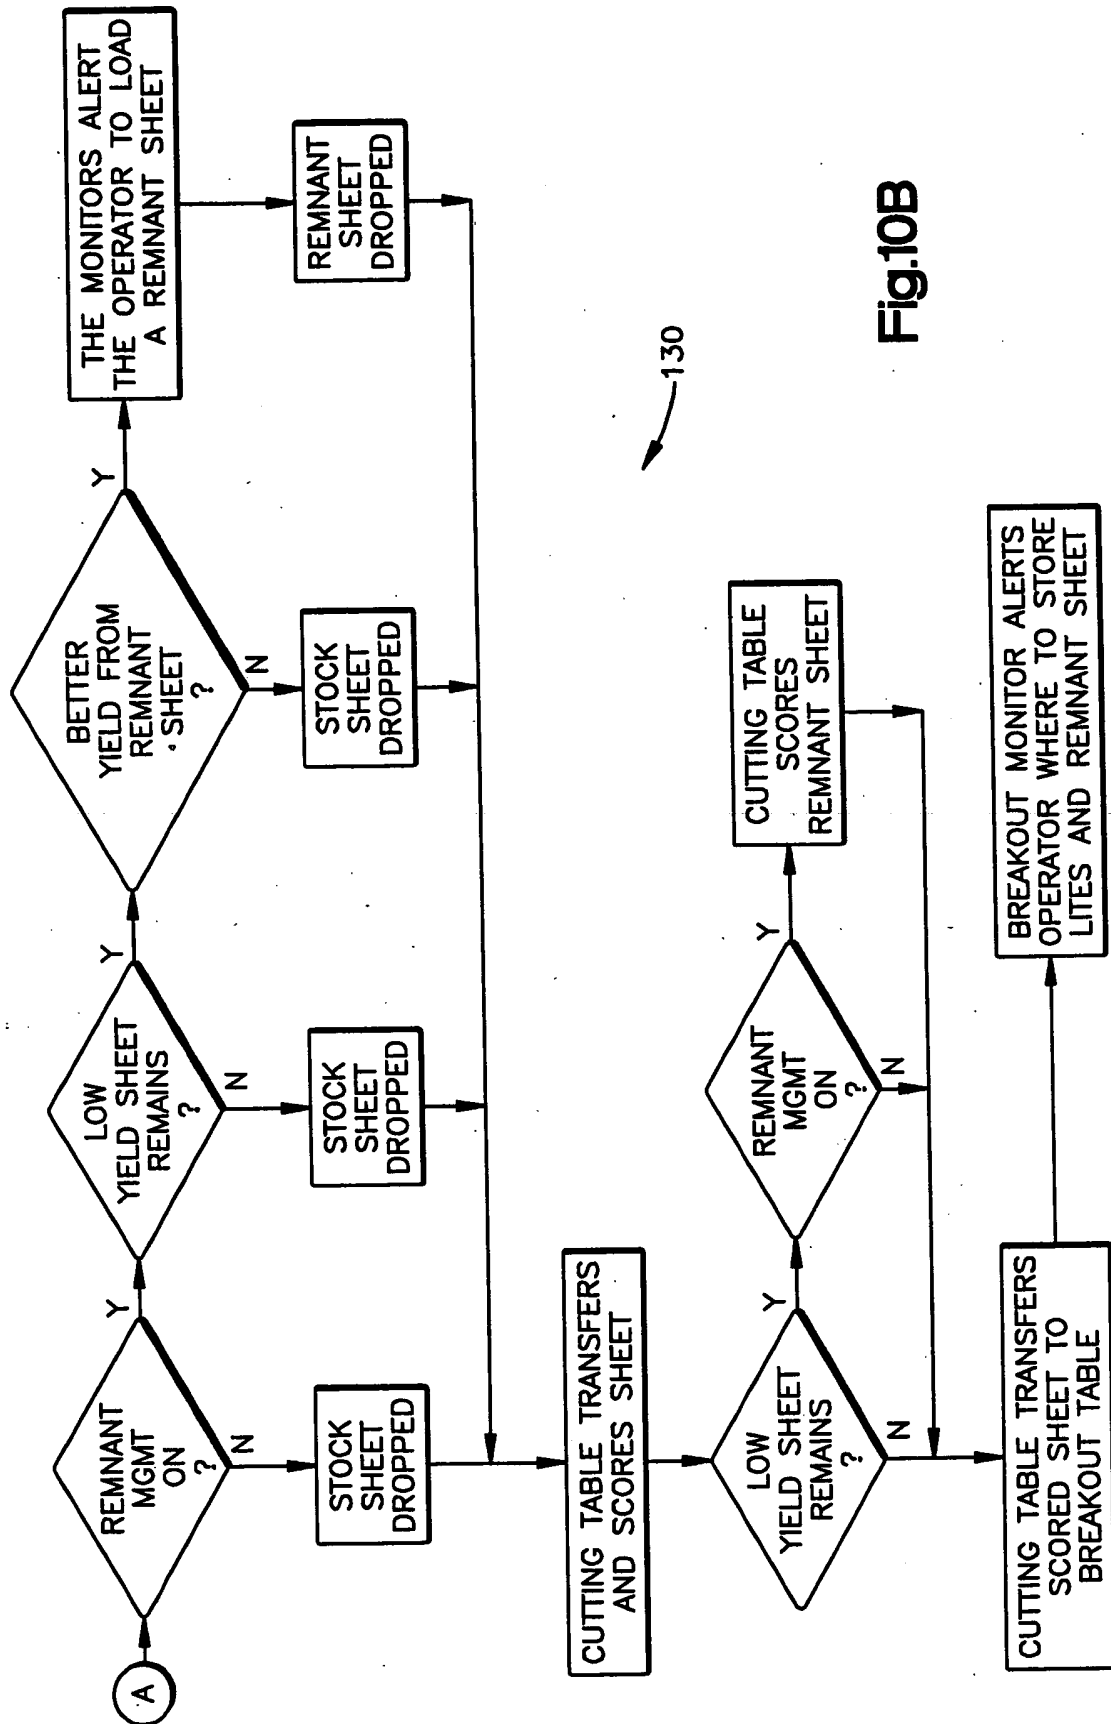 A
REMNANT
MGMT
ON
?
Y
N
LOW
YIELD SHEET
REMAINS
?
Y
N
BETTER
YIELD FROM
REMNANT
SHEET
?
Y
N
THE MONITORS ALERT
THE OPERATOR TO LOAD
A REMNANT SHEET
STOCK
SHEET
DROPPED
STOCK
SHEET
DROPPED
STOCK
SHEET
DROPPED
REMNANT
SHEET
DROPPED
CUTTING TABLE TRANSFERS
AND SCORES SHEET
130
LOW
YIELD SHEET
REMAINS
?
Y
N
REMNANT
MGMT
ON
?
Y
N
CUTTING TABLE
SCORES
REMNANT SHEET
CUTTING TABLE TRANSFERS
SCORED SHEET TO
BREAKOUT TABLE
BREAKOUT MONITOR ALERTS
OPERATOR WHERE TO STORE
LITES AND REMNANT SHEET
Fig.10B